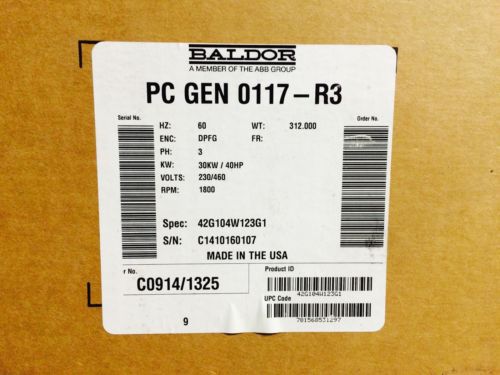 BALDOR
A MEMBER OF THE ABB GROUP
PC GEN 0117-R3
Serial No.
Order No.
HZ: 60 WT: 312.000
ENC: DPFG FR:
PH: 3
KW: 30KW / 40HP
VOLTS: 230/460
RPM: 1800
Spec: 42G104W123G1
S/N: C1410160107
MADE IN THE USA
r No.
C0914/1325
Product ID
42G104W123G1
UPC Code
781568531297
9